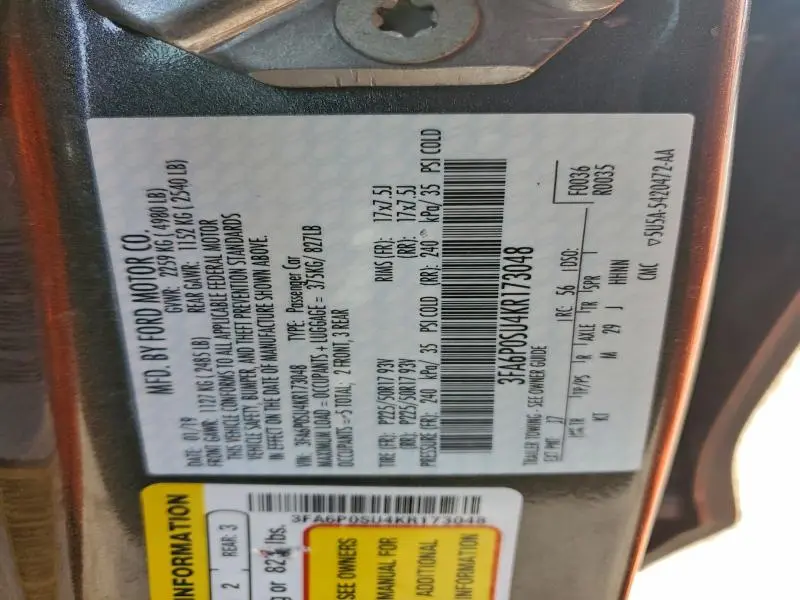 MFD. BY FORD MOTOR CO.
DATE: 01/19 GVWR: 2259 KG ( 4980 LB)
FRONT GAWR: 1127 KG ( 2485 LB) REAR GAWR: 1152 KG ( 2540 LB)
THIS VEHICLE CONFORMS TO ALL APPLICABLE FEDERAL MOTOR
VEHICLE SAFETY, BUMPER, AND THEFT PREVENTION STANDARDS
IN EFFECT ON THE DATE OF MANUFACTURE SHOWN ABOVE.
VIN: 3FA6P0SU4KR173048 TYPE: Passenger Car
MAXIMUM LOAD = OCCUPANTS + LUGGAGE = 375KG/ 827LB
OCCUPANTS =5 TOTAL; 2 FRONT, 3 REAR
TIRE (FR): P225/50R17 93V RIMS (FR): 17x7.5J
(RR): P225/50R17 93V (RR): 17x7.5J
PRESSURE (FR): 240 kPa/ 35 PSI COLD (RR): 240 kPa/ 35 PSI COLD
3FA6P0SU4KR173048
TRAILER TOWING - SEE OWNER GUIDE
EXT PNT: J7 RC: 56 DSO: F0036
R0035
TR TP/PS R AXLE TR SPR
KT M 29 J HHNN
CNC ▽5U5A-5420472-AA
3FA6P0SU4KR173048
INFORMATION
2 REAR: 3
lbs.
SEE OWNERS
MANUAL FOR
ADDITIONAL
INFORMATION